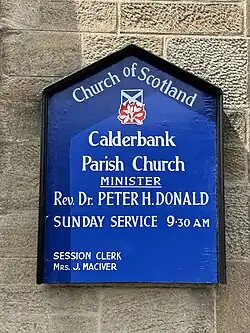 Church of Scotland
Calderbank
Parish Church
MINISTER
Rev. Dr. PETER H. DONALD
SUNDAY SERVICE 9·30 AM
SESSION CLERK
MRS. J. MACIVER